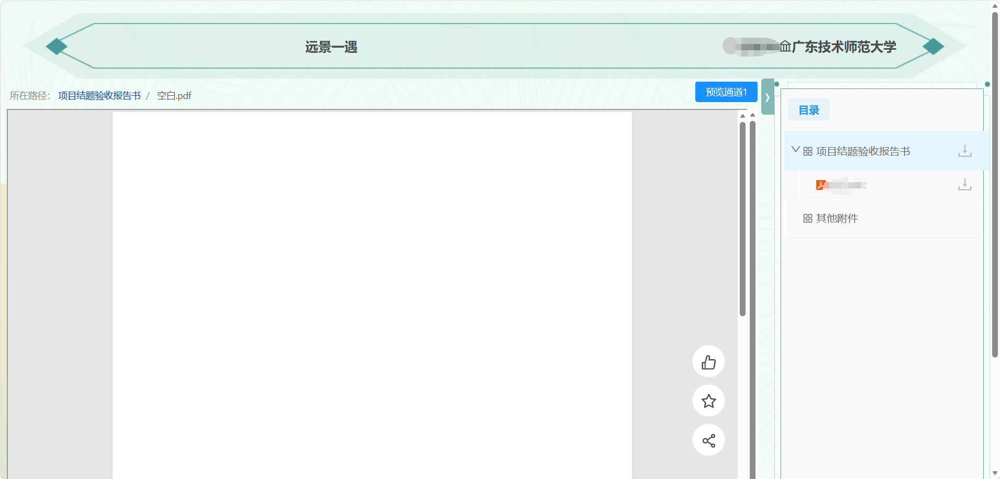 远景一遇
广东技术师范大学
所在路径： 项目结题验收报告书 / 空白.pdf
预览通道1
目录
项目结题验收报告书
其他附件